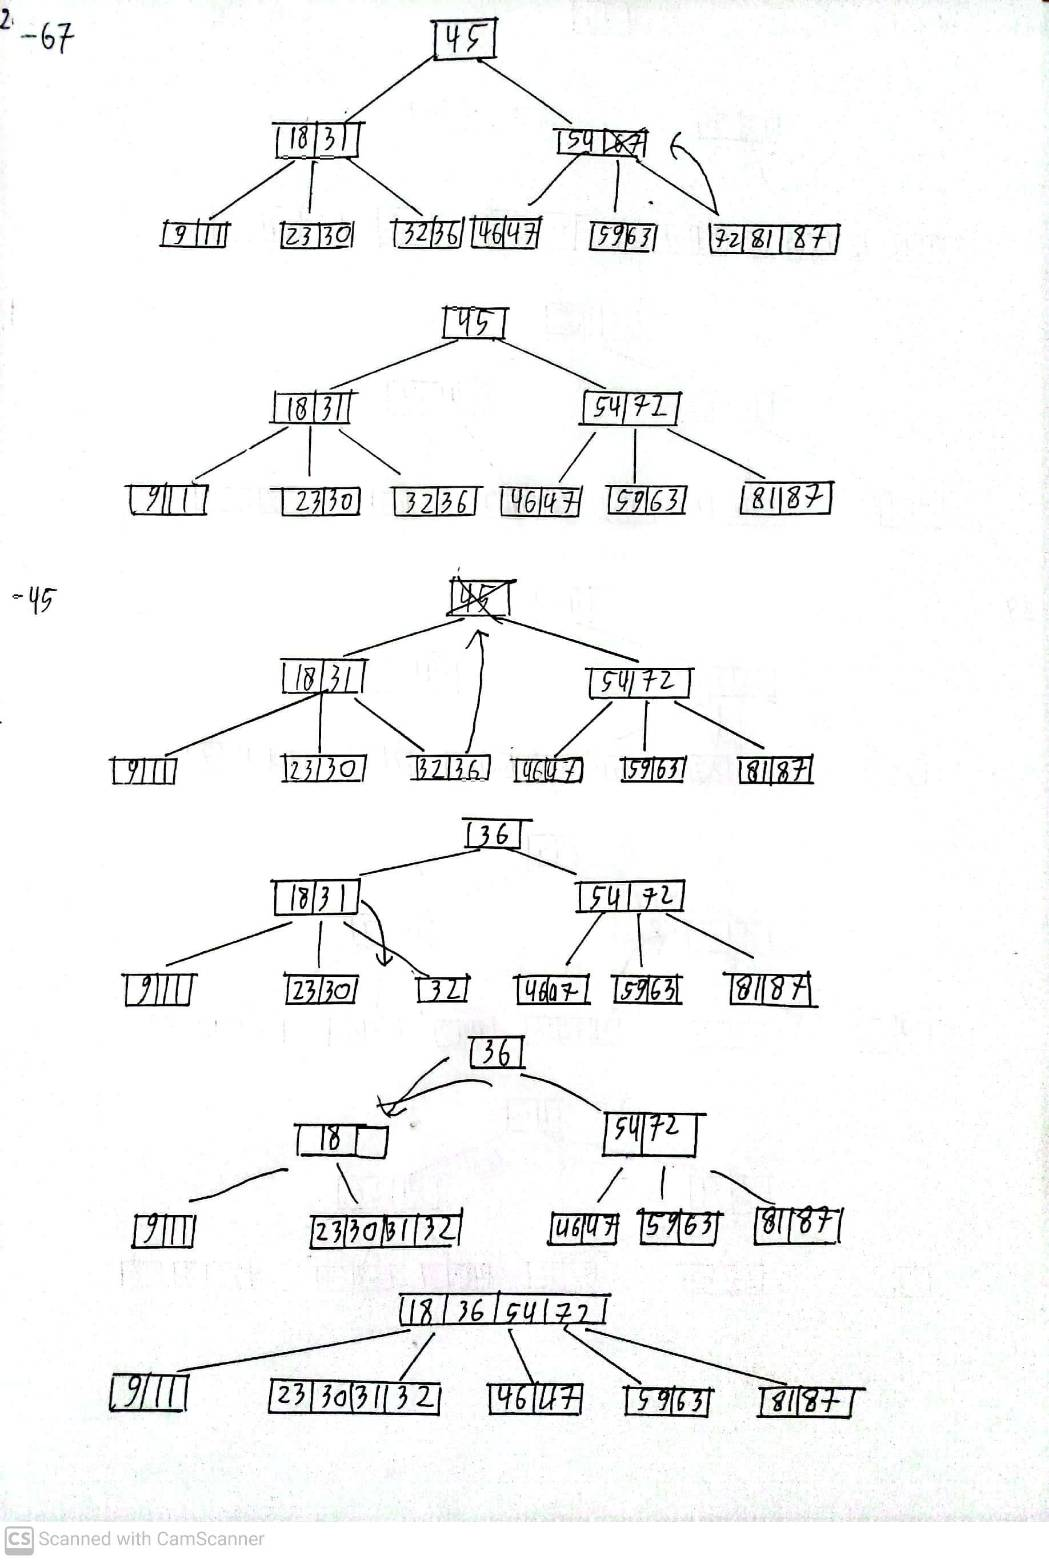 2.
-67
45
18 31 54 67
9 11 23 30 32 36 46 47 59 63 72 81 87
45
18 31 54 72
9 11 23 30 32 36 46 47 59 63 81 87
-45
45
18 31 54 72
9 11 23 30 32 36 46 47 59 63 81 87
36
18 31 54 72
9 11 23 30 32 46 47 59 63 81 87
36
18 54 72
9 11 23 30 31 32 46 47 59 63 81 87
18 36 54 72
9 11 23 30 31 32 46 47 59 63 81 87
CS Scanned with CamScanner